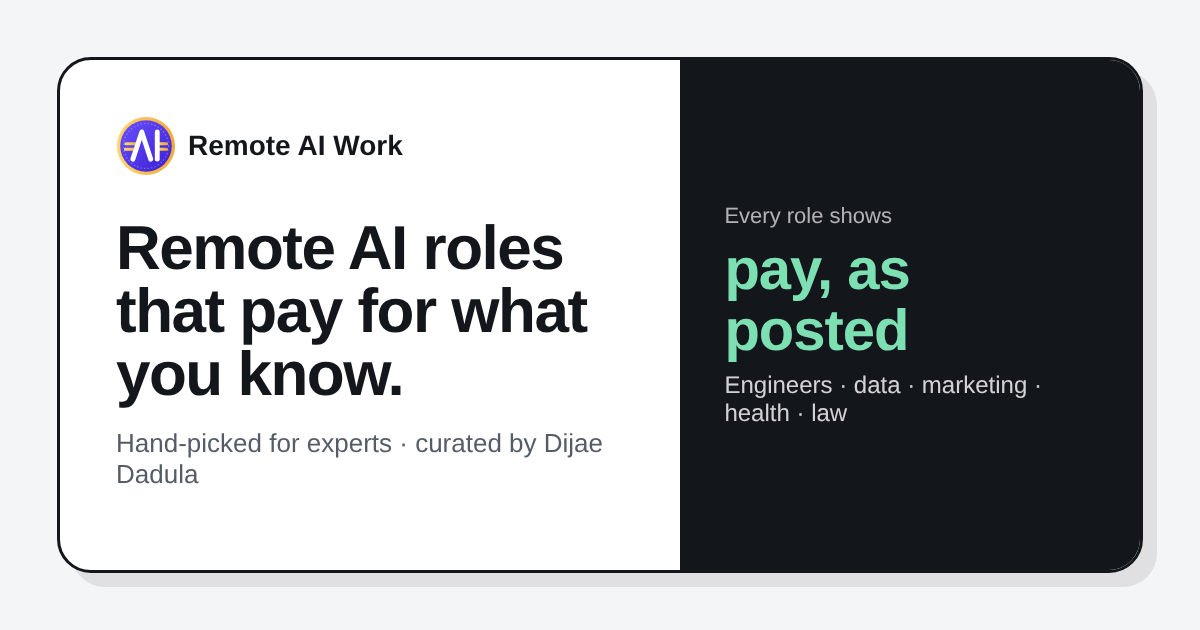 AI
Remote AI Work
Remote AI roles
that pay for what
you know.
Hand-picked for experts · curated by Dijae
Dadula
Every role shows
pay, as
posted
Engineers · data · marketing ·
health · law